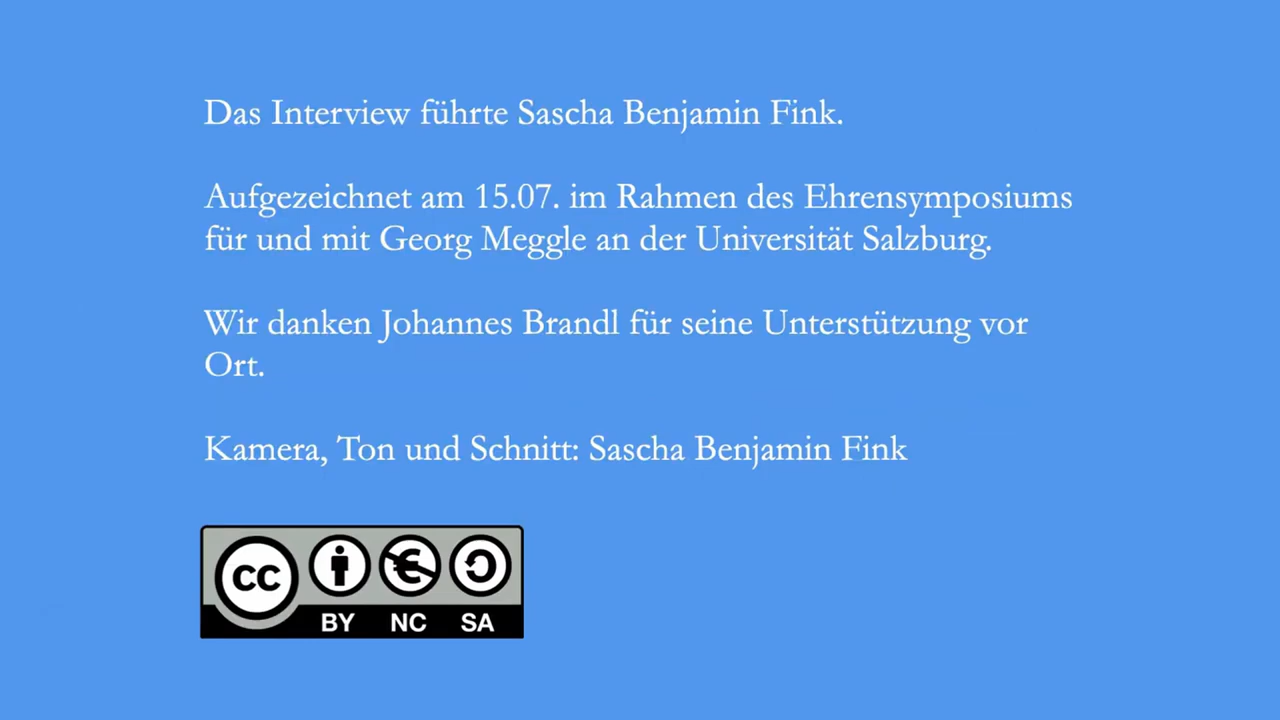 Das Interview führte Sascha Benjamin Fink.
Aufgezeichnet am 15.07. im Rahmen des Ehrensymposiums
für und mit Georg Meggle an der Universität Salzburg.
Wir danken Johannes Brandl für seine Unterstützung vor
Ort.
Kamera, Ton und Schnitt: Sascha Benjamin Fink
cc
BY NC SA